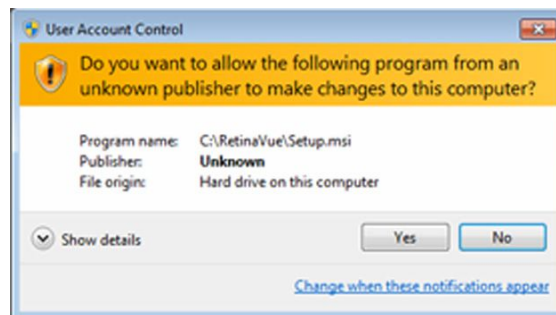 User Account Control
Do you want to allow the following program from an
unknown publisher to make changes to this computer?
Program name: C:\RetinaVue\Setup.msi
Publisher: Unknown
File origin: Hard drive on this computer
Show details
Yes No
Change when these notifications appear